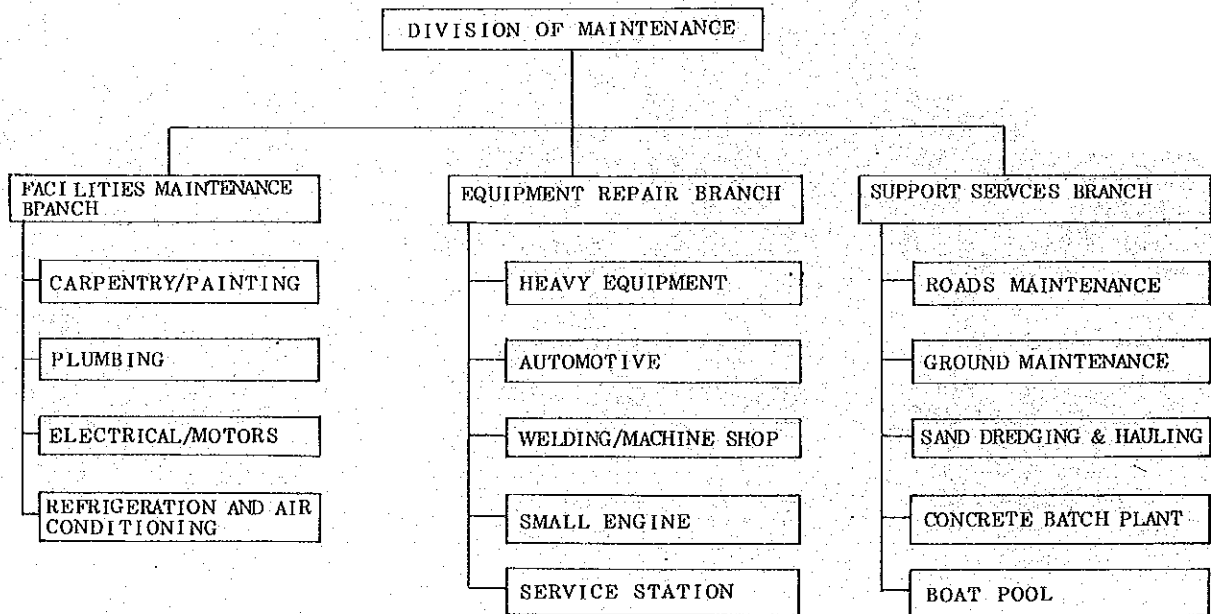 DIVISION OF MAINTENANCE
FACILITIES MAINTENANCE
BPANCH
CARPENTRY/PAINTING
PLUMBING
ELECTRICAL/MOTORS
REFRIGERATION AND AIR
CONDITIONING
EQUIPMENT REPAIR BRANCH
HEAVY EQUIPMENT
AUTOMOTIVE
WELDING/MACHINE SHOP
SMALL ENGINE
SERVICE STATION
SUPPORT SERVCES BRANCH
ROADS MAINTENANCE
GROUND MAINTENANCE
SAND DREDGING & HAULING
CONCRETE BATCH PLANT
BOAT POOL